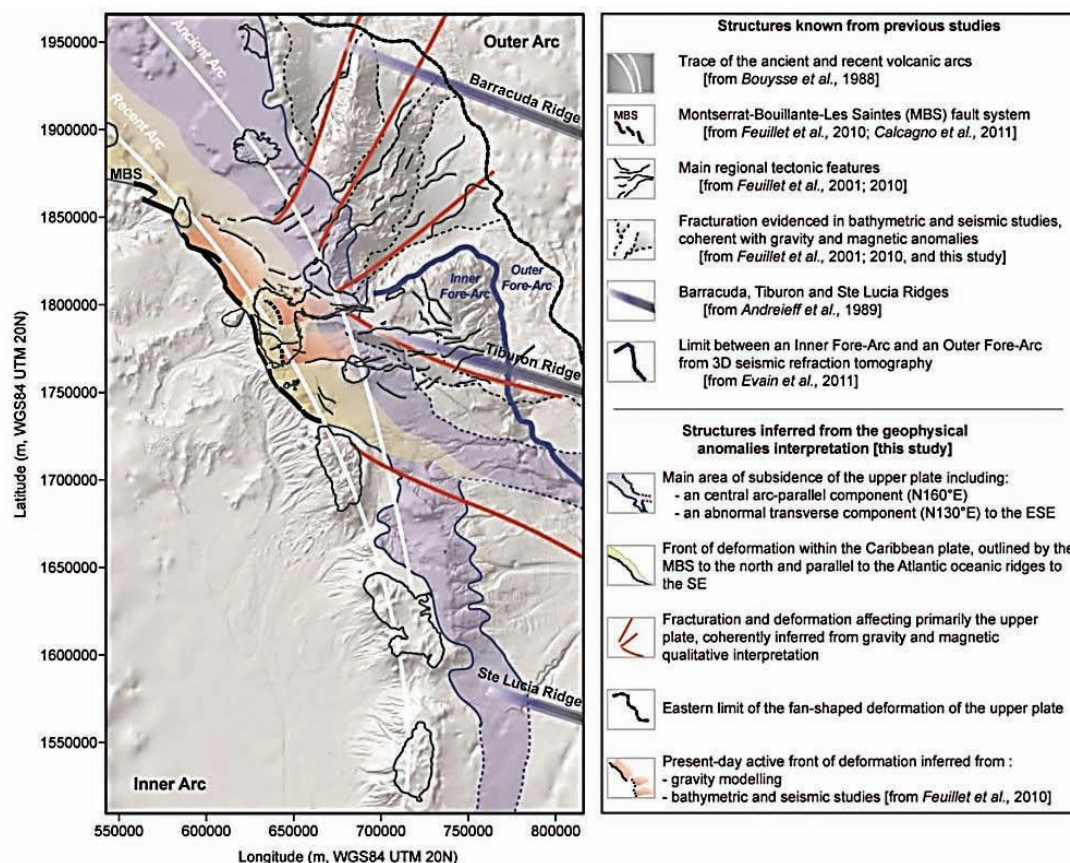 1950000
1900000
1850000
1800000
1750000
1700000
1650000
1600000
1550000
Latitude (m, WGS84 UTM 20N)
550000 600000 650000 700000 750000 800000
Longitude (m, WGS84 UTM 20N)
Outer Arc
Ancient Arc
Barracuda Ridge
Recent Arc
MBS
Inner
Fore-Arc
Outer
Fore-Arc
Tiburon Ridge
Ste Lucia Ridge
Inner Arc
Structures known from previous studies
Trace of the ancient and recent volcanic arcs
[from Bouysse et al., 1988]
MBS
Montserrat-Bouillante-Les Saintes (MBS) fault system
[from Feuillet et al., 2010; Calcagno et al., 2011]
Main regional tectonic features
[from Feuillet et al., 2001; 2010]
Fracturation evidenced in bathymetric and seismic studies,
coherent with gravity and magnetic anomalies
[from Feuillet et al., 2001; 2010, and this study]
Barracuda, Tiburon and Ste Lucia Ridges
[from Andreieff et al., 1989]
Limit between an Inner Fore-Arc and an Outer Fore-Arc
from 3D seismic refraction tomography
[from Evain et al., 2011]
Structures inferred from the geophysical
anomalies interpretation [this study]
Main area of subsidence of the upper plate including:
- an central arc-parallel component (N160°E)
- an abnormal transverse component (N130°E) to the ESE
Front of deformation within the Caribbean plate, outlined by the
MBS to the north and parallel to the Atlantic oceanic ridges to
the SE
Fracturation and deformation affecting primarily the upper
plate, coherently inferred from gravity and magnetic
qualitative interpretation
Eastern limit of the fan-shaped deformation of the upper plate
Present-day active front of deformation inferred from :
- gravity modelling
- bathymetric and seismic studies [from Feuillet et al., 2010]